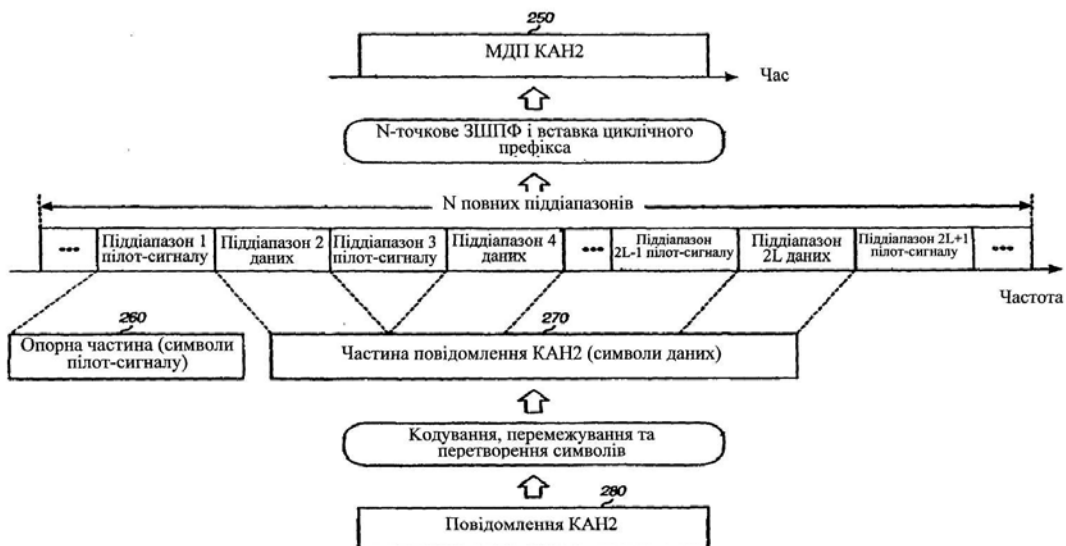 250
МДП КАН2
Час
N-точкове ЗШПФ і вставка циклічного
префікса
N повних піддіапазонів
...
Піддіапазон 1
пілот-сигналу
Піддіапазон 2
даних
Піддіапазон 3
пілот-сигналу
Піддіапазон 4
даних
...
Піддіапазон
2L-1 пілот-сигналу
Піддіапазон
2L даних
Піддіапазон 2L+1
пілот-сигналу
...
Частота
260
Опорна частина (символи
пілот-сигналу)
270
Частина повідомлення КАН2 (символи даних)
Кодування, перемежування та
перетворення символів
280
Повідомлення КАН2